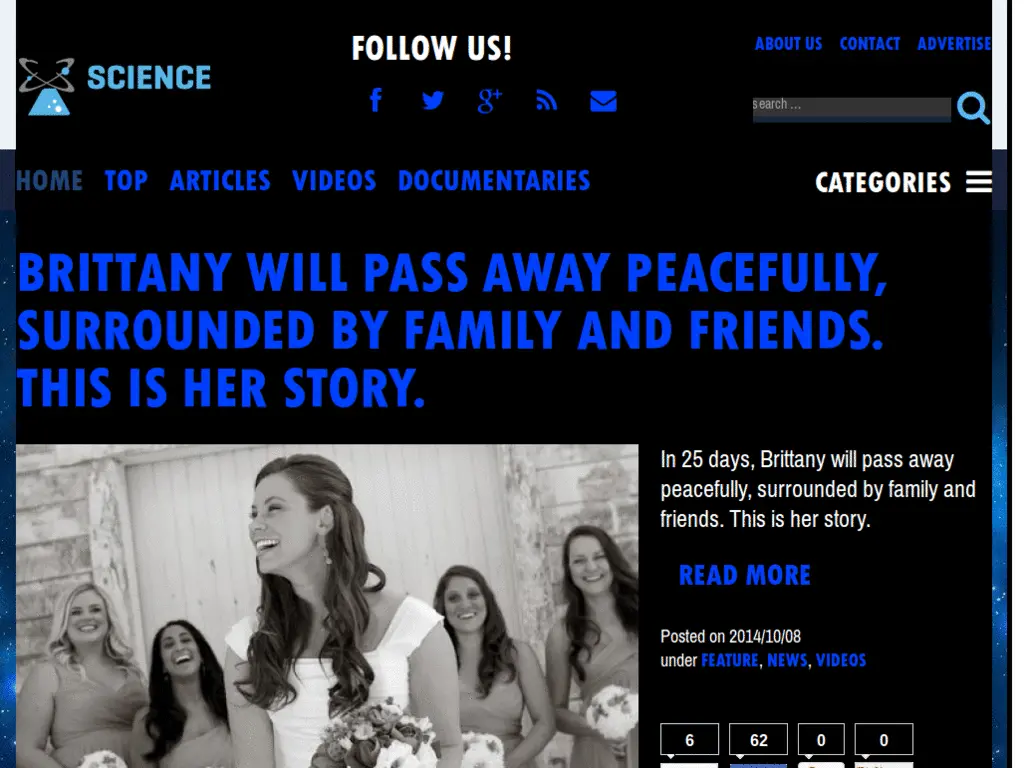 FOLLOW US!
ABOUT US CONTACT ADVERTISE
SCIENCE
g+
search ...
HOME TOP ARTICLES VIDEOS DOCUMENTARIES
CATEGORIES
BRITTANY WILL PASS AWAY PEACEFULLY,
SURROUNDED BY FAMILY AND FRIENDS.
THIS IS HER STORY.
In 25 days, Brittany will pass away
peacefully, surrounded by family and
friends. This is her story.
READ MORE
Posted on 2014/10/08
under FEATURE, NEWS, VIDEOS
6 62 0 0